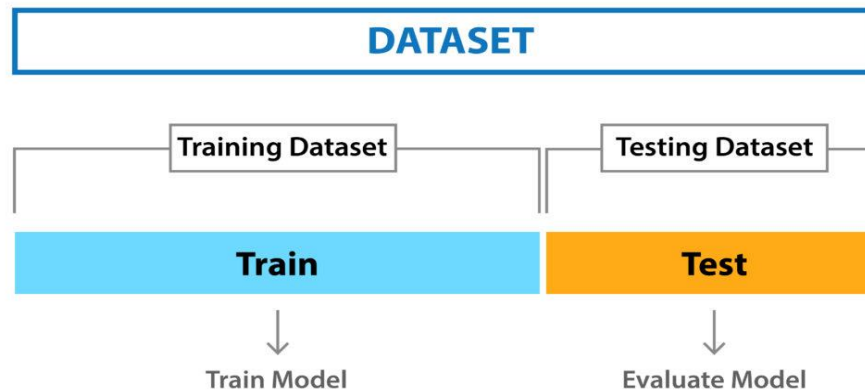 DATASET
Training Dataset
Testing Dataset
Train
Test
Train Model
Evaluate Model